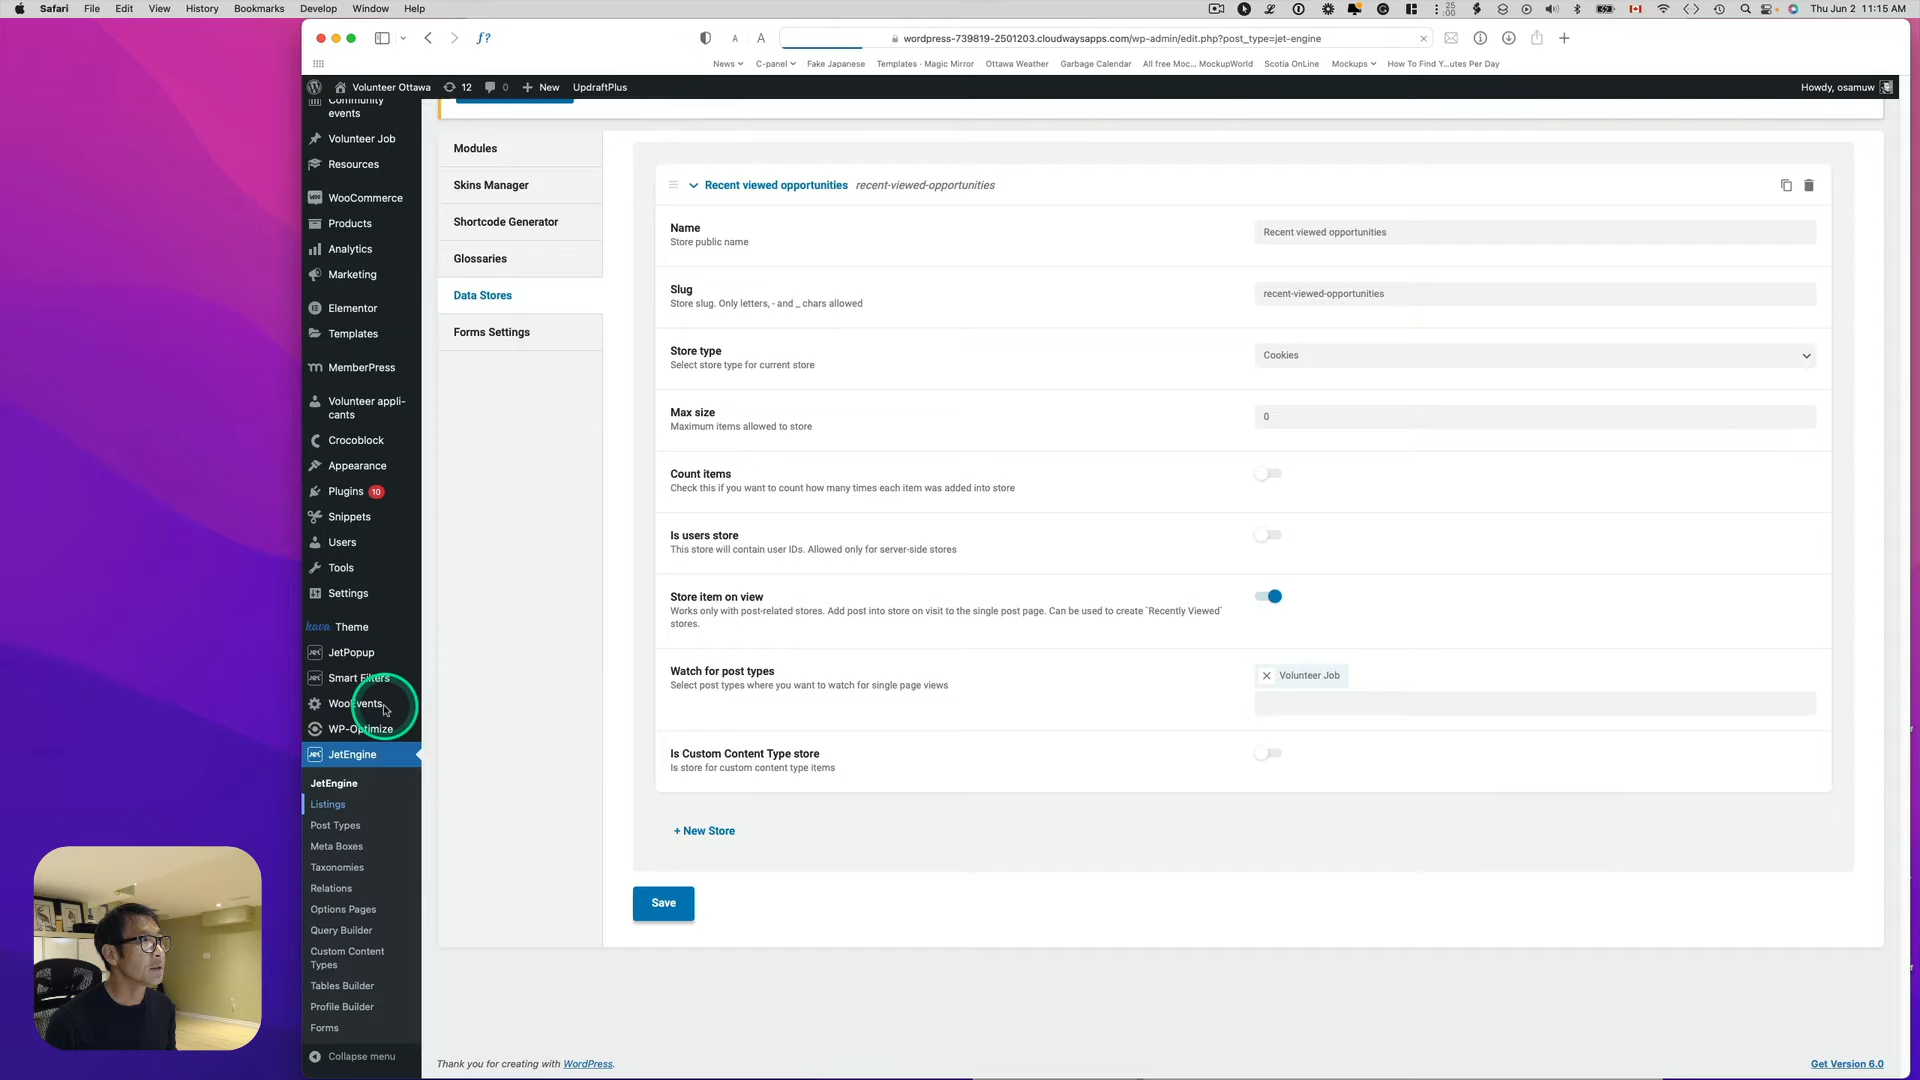 Safari File Edit View History Bookmarks Develop Window Help
25
:00
Thu Jun 2 11:15 AM
f?
A A
wordpress-739819-2501203.cloudwaysapps.com/wp-admin/edit.php?post_type=jet-engine
News C-panel Fake Japanese Templates - Magic Mirror Ottawa Weather Garbage Calendar All free Moc... MockupWorld Scotia OnLine Mockups How To Find Y...utes Per Day
Volunteer Ottawa 12 0 New UpdraftPlus
Howdy, osamuw
Community
events
Volunteer Job
Resources
WooCommerce
Products
Analytics
Marketing
Elementor
Templates
MemberPress
Volunteer appli-
cants
Crocoblock
Appearance
Plugins 10
Snippets
Users
Tools
Settings
kava Theme
JetPopup
Smart Filters
WooEvents
WP-Optimize
JetEngine
JetEngine
Listings
Post Types
Meta Boxes
Taxonomies
Relations
Options Pages
Query Builder
Custom Content
Types
Tables Builder
Profile Builder
Forms
Collapse menu
Modules
Skins Manager
Shortcode Generator
Glossaries
Data Stores
Forms Settings
Recent viewed opportunities recent-viewed-opportunities
Name
Store public name
Recent viewed opportunities
Slug
Store slug. Only letters, - and _ chars allowed
recent-viewed-opportunities
Store type
Select store type for current store
Cookies
Max size
Maximum items allowed to store
0
Count items
Check this if you want to count how many times each item was added into store
Is users store
This store will contain user IDs. Allowed only for server-side stores
Store item on view
Works only with post-related stores. Add post into store on visit to the single post page. Can be used to create `Recently Viewed`
stores.
Watch for post types
Select post types where you want to watch for single page views
Volunteer Job
Is Custom Content Type store
Is store for custom content type items
+ New Store
Save
Thank you for creating with WordPress.
Get Version 6.0